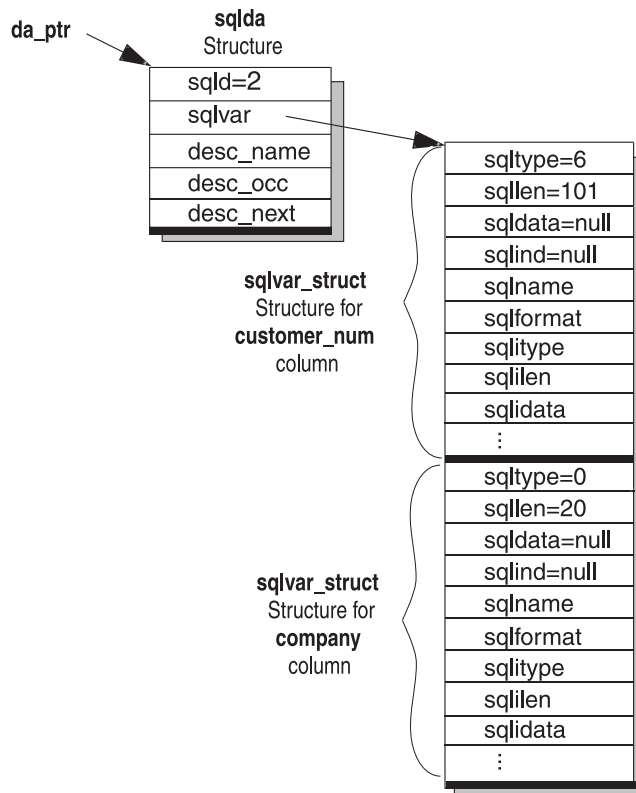 da_ptr
sqlda
Structure
sqld=2
sqlvar
desc_name
desc_occ
desc_next
sqlvar_struct
Structure for
customer_num
column
sqltype=6
sqllen=101
sqldata=null
sqlind=null
sqlname
sqlformat
sqlitype
sqlilen
sqlidata
⋮
sqlvar_struct
Structure for
company
column
sqltype=0
sqllen=20
sqldata=null
sqlind=null
sqlname
sqlformat
sqlitype
sqlilen
sqlidata
⋮